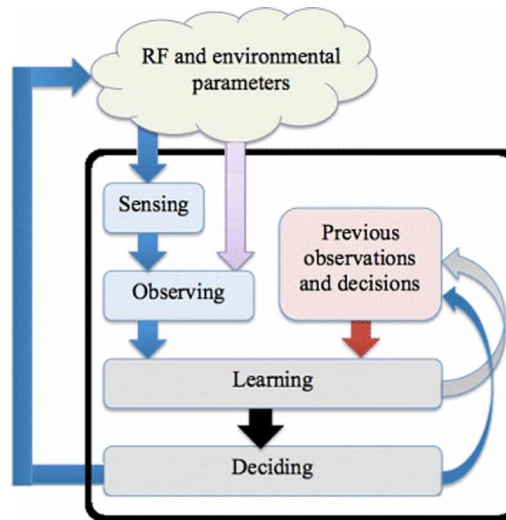 RF and environmental
parameters
Sensing
Observing
Previous
observations
and decisions
Learning
Deciding